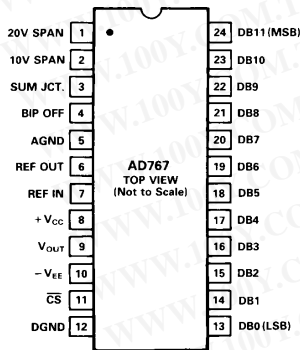 20V SPAN 1
10V SPAN 2
SUM JCT. 3
BIP OFF 4
AGND 5
REF OUT 6
REF IN 7
+VCC 8
VOUT 9
-VEE 10
C̅S̅ 11
DGND 12
AD767
TOP VIEW
(Not to Scale)
24 DB11 (MSB)
23 DB10
22 DB9
21 DB8
20 DB7
19 DB6
18 DB5
17 DB4
16 DB3
15 DB2
14 DB1
13 DB0 (LSB)
WWW.100Y.COM.T